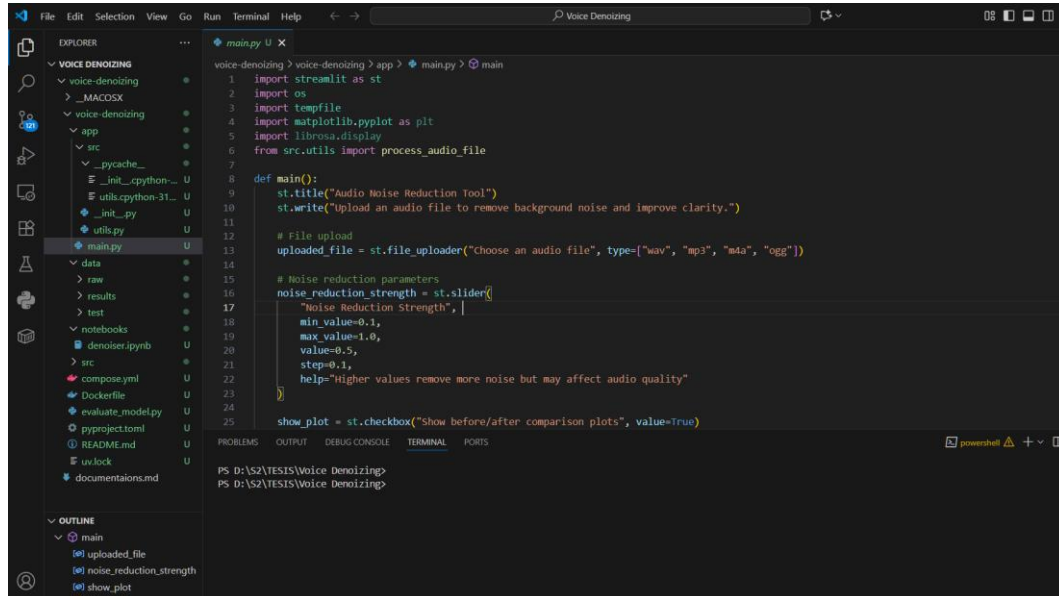 File Edit Selection View Go Run Terminal Help
Voice Denoizing
EXPLORER
VOICE DENOIZING
voice-denoizing
__MACOSX
voice-denoizing
app
src
__pycache__
__init__.cpython-... U
utils.cpython-31... U
__init__.py U
utils.py U
main.py U
data
raw
results
test
notebooks
denoiser.ipynb U
src
compose.yml U
Dockerfile U
evaluate_model.py U
pyproject.toml U
README.md U
uv.lock U
documentaions.md
OUTLINE
main
uploaded_file
noise_reduction_strength
show_plot
121
main.py U
voice-denoizing > voice-denoizing > app > main.py > main
1 import streamlit as st
2 import os
3 import tempfile
4 import matplotlib.pyplot as plt
5 import librosa.display
6 from src.utils import process_audio_file
7
8 def main():
9 st.title("Audio Noise Reduction Tool")
10 st.write("Upload an audio file to remove background noise and improve clarity.")
11
12 # File upload
13 uploaded_file = st.file_uploader("Choose an audio file", type=["wav", "mp3", "m4a", "ogg"])
14
15 # Noise reduction parameters
16 noise_reduction_strength = st.slider(
17 "Noise Reduction Strength",
18 min_value=0.1,
19 max_value=1.0,
20 value=0.5,
21 step=0.1,
22 help="Higher values remove more noise but may affect audio quality"
23 )
24
25 show_plot = st.checkbox("Show before/after comparison plots", value=True)
PROBLEMS OUTPUT DEBUG CONSOLE TERMINAL PORTS
powershell
PS D:\S2\TESIS\Voice Denoizing>
PS D:\S2\TESIS\Voice Denoizing>